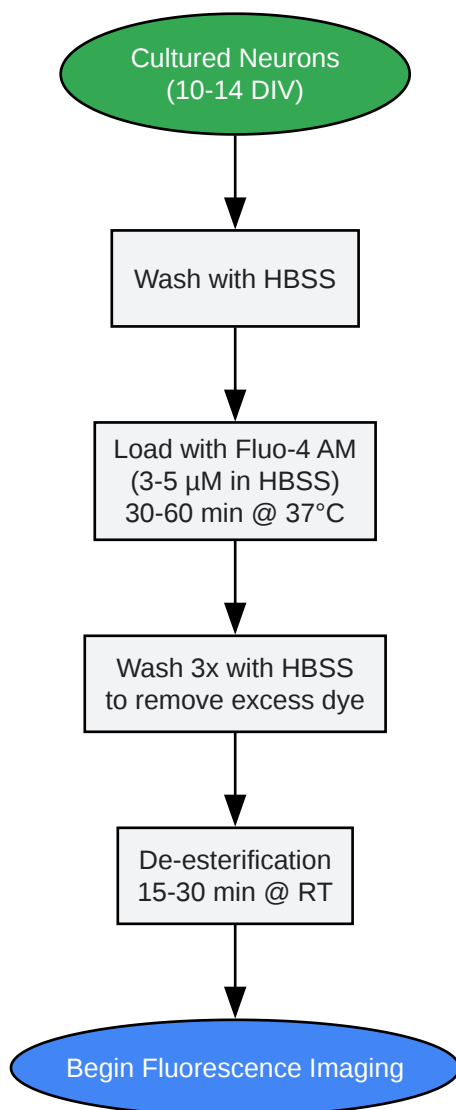 Cultured Neurons
(10-14 DIV)
Wash with HBSS
Load with Fluo-4 AM
(3-5 µM in HBSS)
30-60 min @ 37°C
Wash 3x with HBSS
to remove excess dye
De-esterification
15-30 min @ RT
Begin Fluorescence Imaging